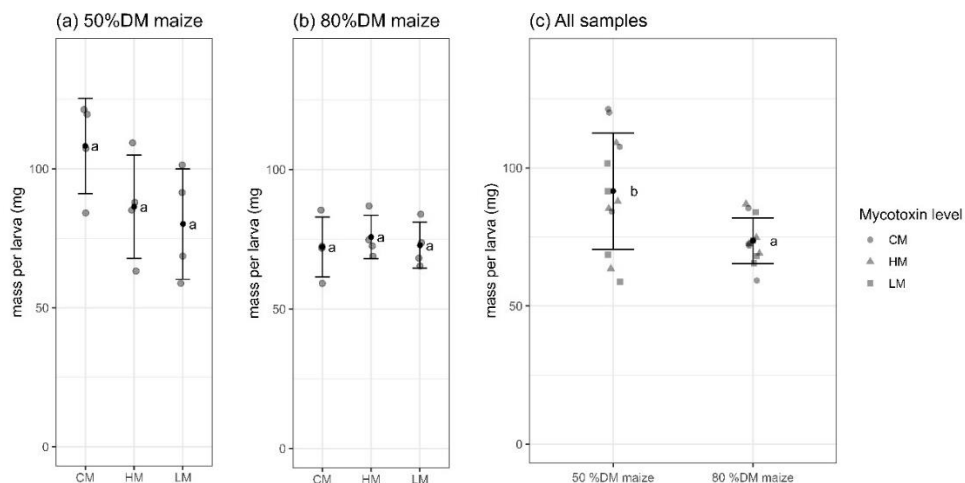 (a) 50%DM maize
(b) 80%DM maize
(c) All samples
mass per larva (mg
100
50
0
a
a
a
CM
HM
LM
mass per larva (mg)
100
50
0
a
a
a
CM
HM
LM
mass per larva (mg)
100
50
0
b
a
50 %DM maize
80 %DM maize
Mycotoxin level
CM
HM
LM